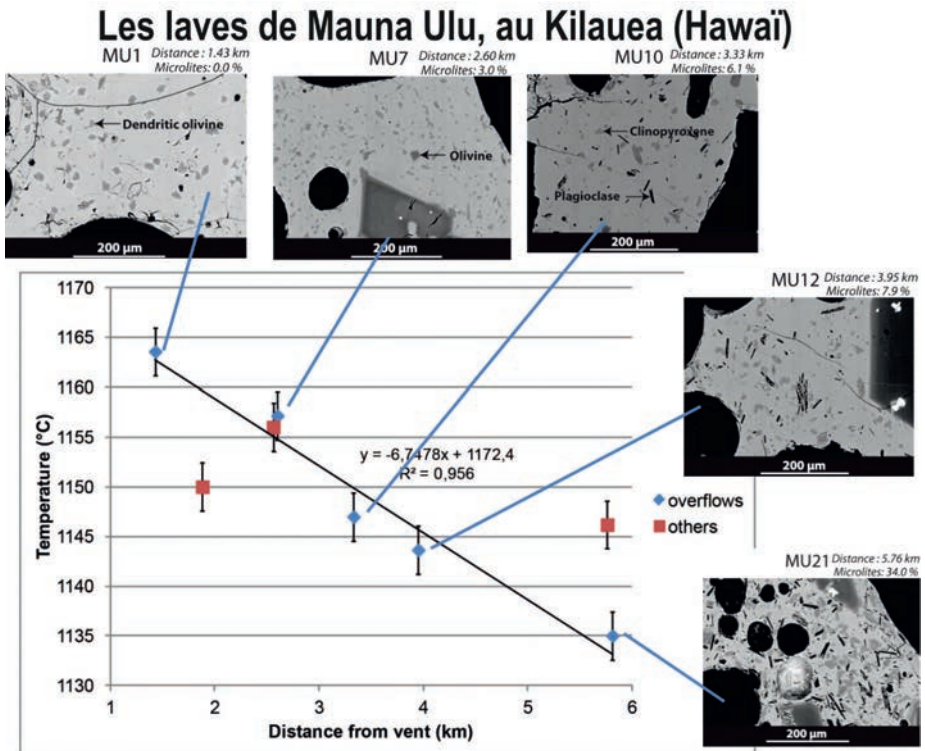 Les laves de Mauna Ulu, au Kilauea (Hawaï)
MU1 Distance : 1.43 km
Microlites: 0.0 %
MU7 Distance : 2.60 km
Microlites: 3.0 %
MU10 Distance : 3.33 km
Microlites: 6.1 %
Dendritic olivine
Olivine
Clinopyroxene
Plagioclase
200 µm
200 µm
200 µm
MU12 Distance : 3.95 km
Microlites: 7.9 %
200 µm
1170
1165
1160
1155
1150
1145
1140
1135
1130
Temperature (°C)
y = -6,7478x + 1172,4
R² = 0,956
overflows
others
1 2 3 4 5 6
Distance from vent (km)
MU21 Distance : 5.76 km
Microlites: 34.0 %
200 µm